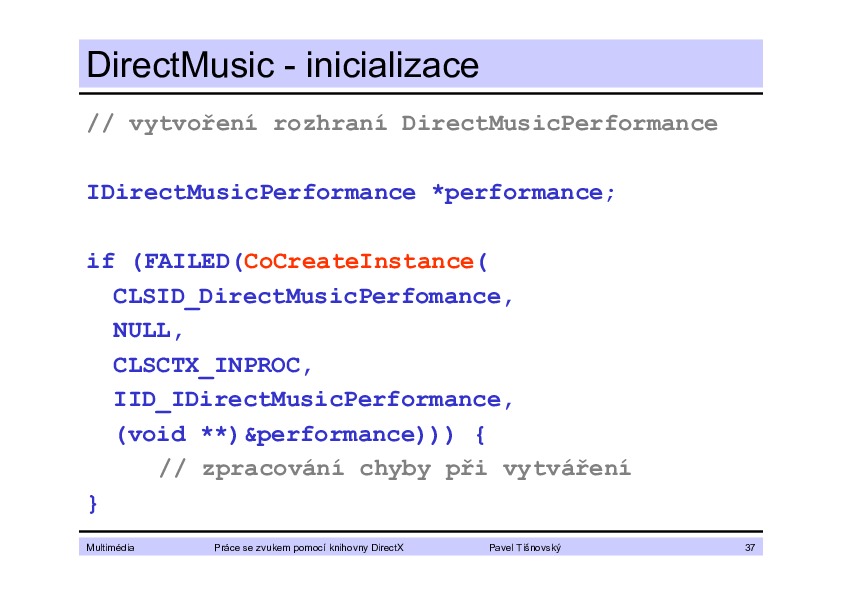 DirectMusic - inicializace
// vytvoření rozhraní DirectMusicPerformance
IDirectMusicPerformance *performance;
if (FAILED(CoCreateInstance(
CLSID_DirectMusicPerfomance,
NULL,
CLSCTX_INPROC,
IID_IDirectMusicPerformance,
(void **)&performance))) {
// zpracování chyby při vytváření
}
Multimédia Práce se zvukem pomocí knihovny DirectX Pavel Tišnovský 37